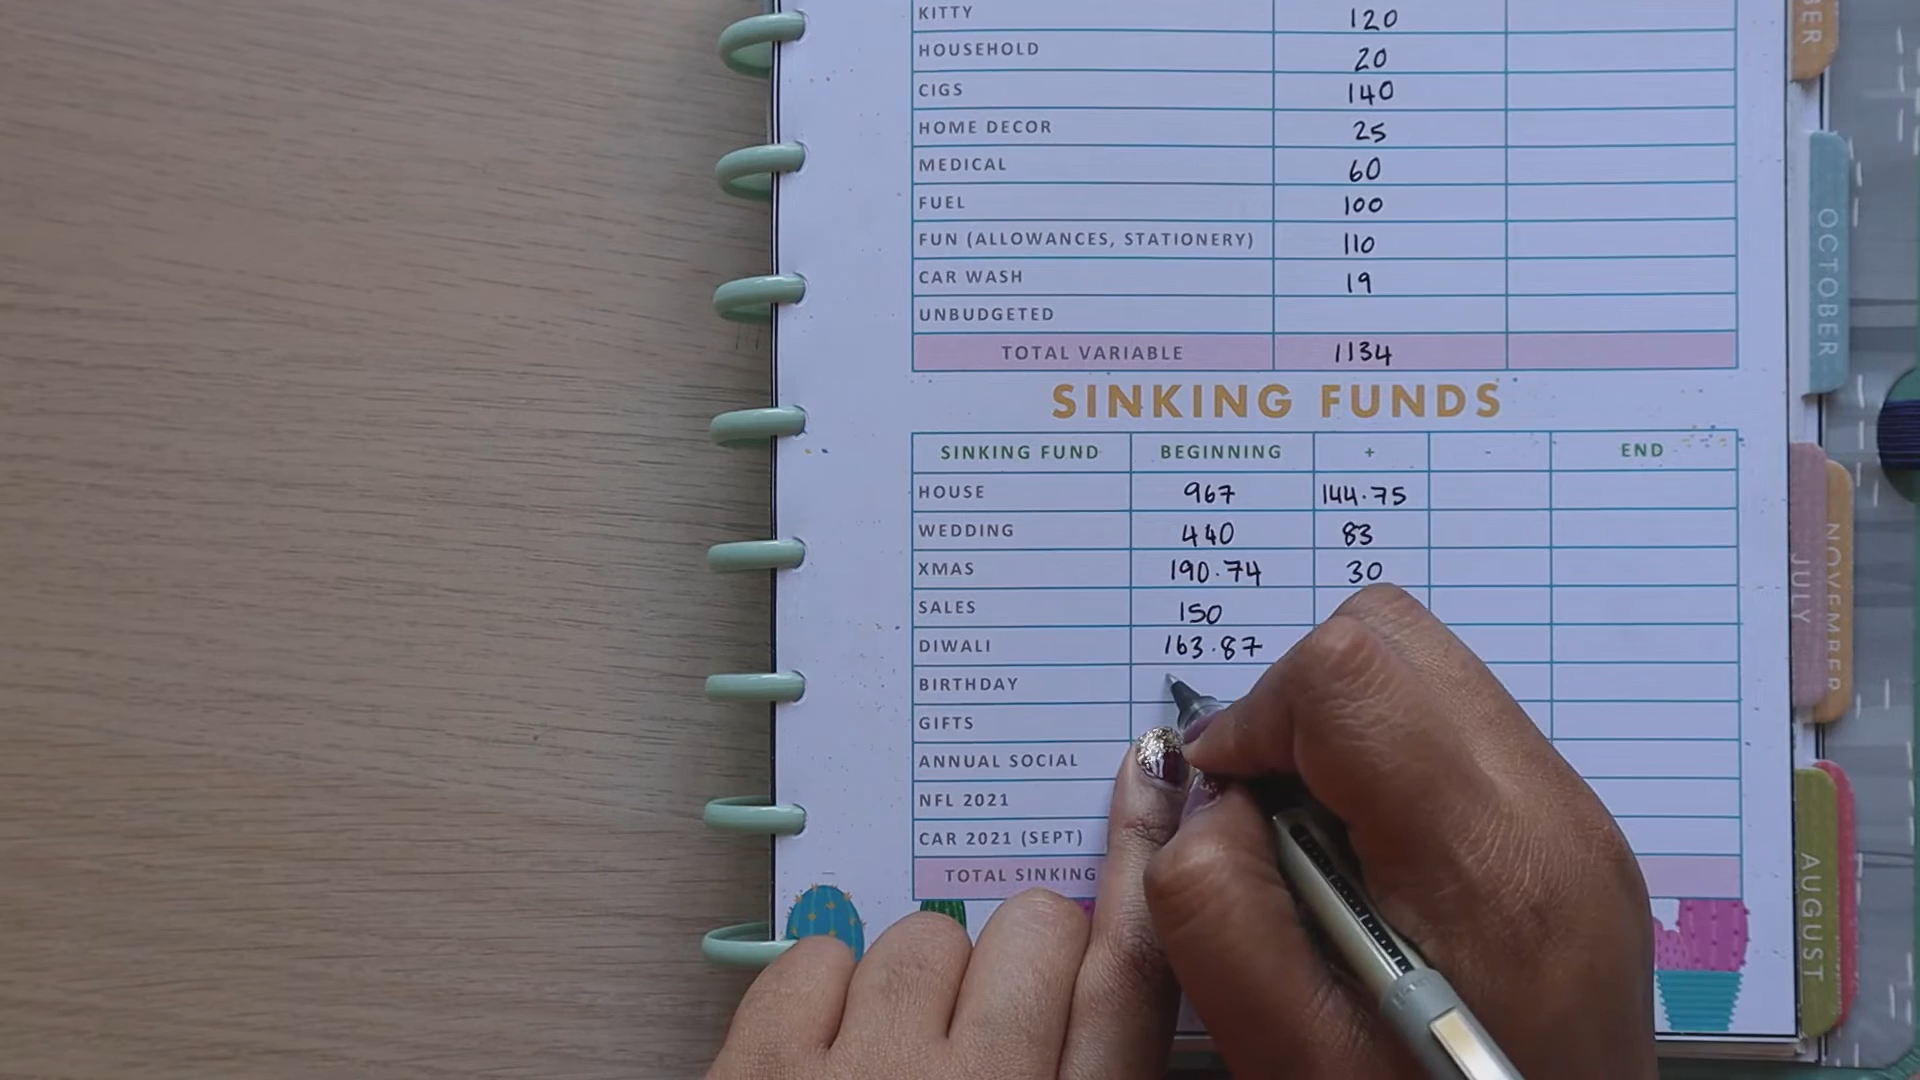 KITTY 120
HOUSEHOLD 20
CIGS 140
HOME DECOR 25
MEDICAL 60
FUEL 100
FUN (ALLOWANCES, STATIONERY) 110
CAR WASH 19
UNBUDGETED
TOTAL VARIABLE 1134
SINKING FUNDS
SINKING FUND BEGINNING + - END
HOUSE 967 144.75
WEDDING 440 83
XMAS 190.74 30
SALES 150
DIWALI 163.87
BIRTHDAY
GIFTS
ANNUAL SOCIAL
NFL 2021
CAR 2021 (SEPT)
TOTAL SINKING
BER
OCTOBER
NOVEMBER
JULY
AUGUST